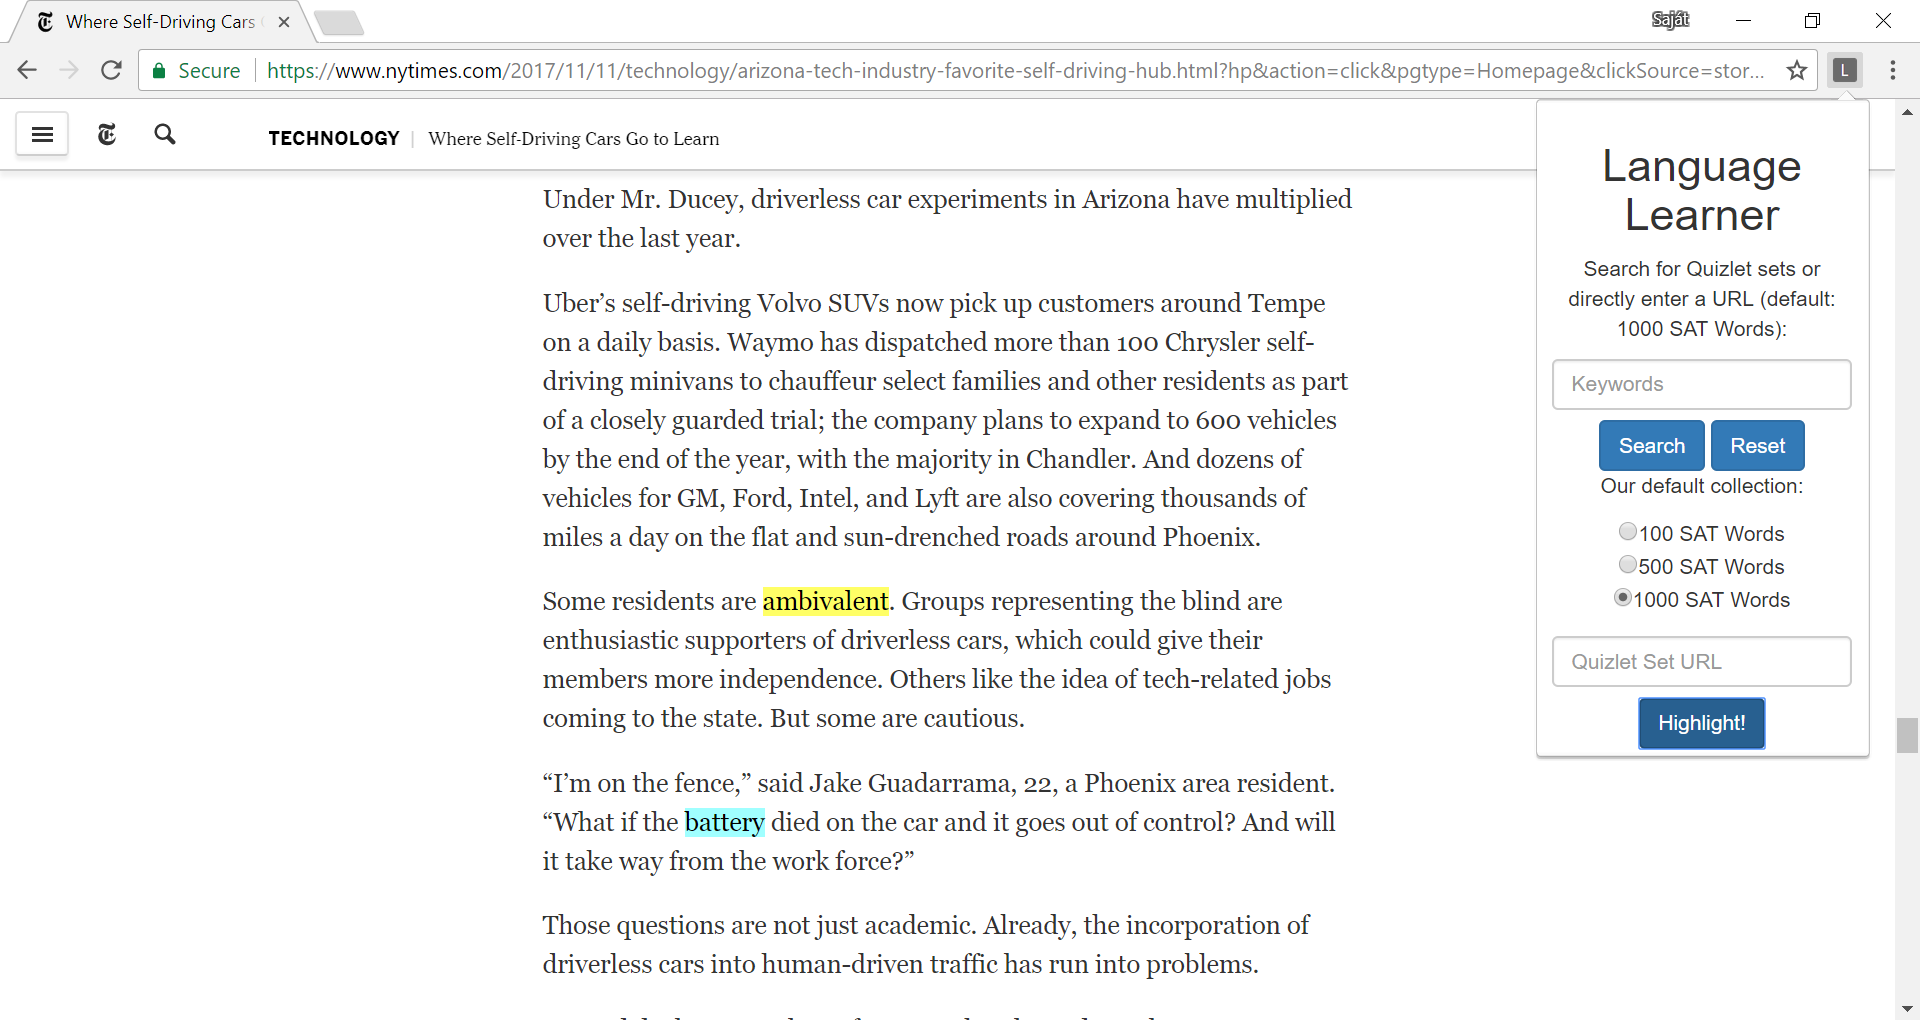 Where Self-Driving Cars
Saját
Secure
https://www.nytimes.com/2017/11/11/technology/arizona-tech-industry-favorite-self-driving-hub.html?hp&action=click&pgtype=Homepage&clickSource=stor...
L
TECHNOLOGY | Where Self-Driving Cars Go to Learn
Under Mr. Ducey, driverless car experiments in Arizona have multiplied
over the last year.
Uber’s self-driving Volvo SUVs now pick up customers around Tempe
on a daily basis. Waymo has dispatched more than 100 Chrysler self-
driving minivans to chauffeur select families and other residents as part
of a closely guarded trial; the company plans to expand to 600 vehicles
by the end of the year, with the majority in Chandler. And dozens of
vehicles for GM, Ford, Intel, and Lyft are also covering thousands of
miles a day on the flat and sun-drenched roads around Phoenix.
Some residents are ambivalent. Groups representing the blind are
enthusiastic supporters of driverless cars, which could give their
members more independence. Others like the idea of tech-related jobs
coming to the state. But some are cautious.
“I’m on the fence,” said Jake Guadarrama, 22, a Phoenix area resident.
“What if the battery died on the car and it goes out of control? And will
it take way from the work force?”
Those questions are not just academic. Already, the incorporation of
driverless cars into human-driven traffic has run into problems.
Language
Learner
Search for Quizlet sets or
directly enter a URL (default:
1000 SAT Words):
Keywords
Search
Reset
Our default collection:
100 SAT Words
500 SAT Words
1000 SAT Words
Quizlet Set URL
Highlight!